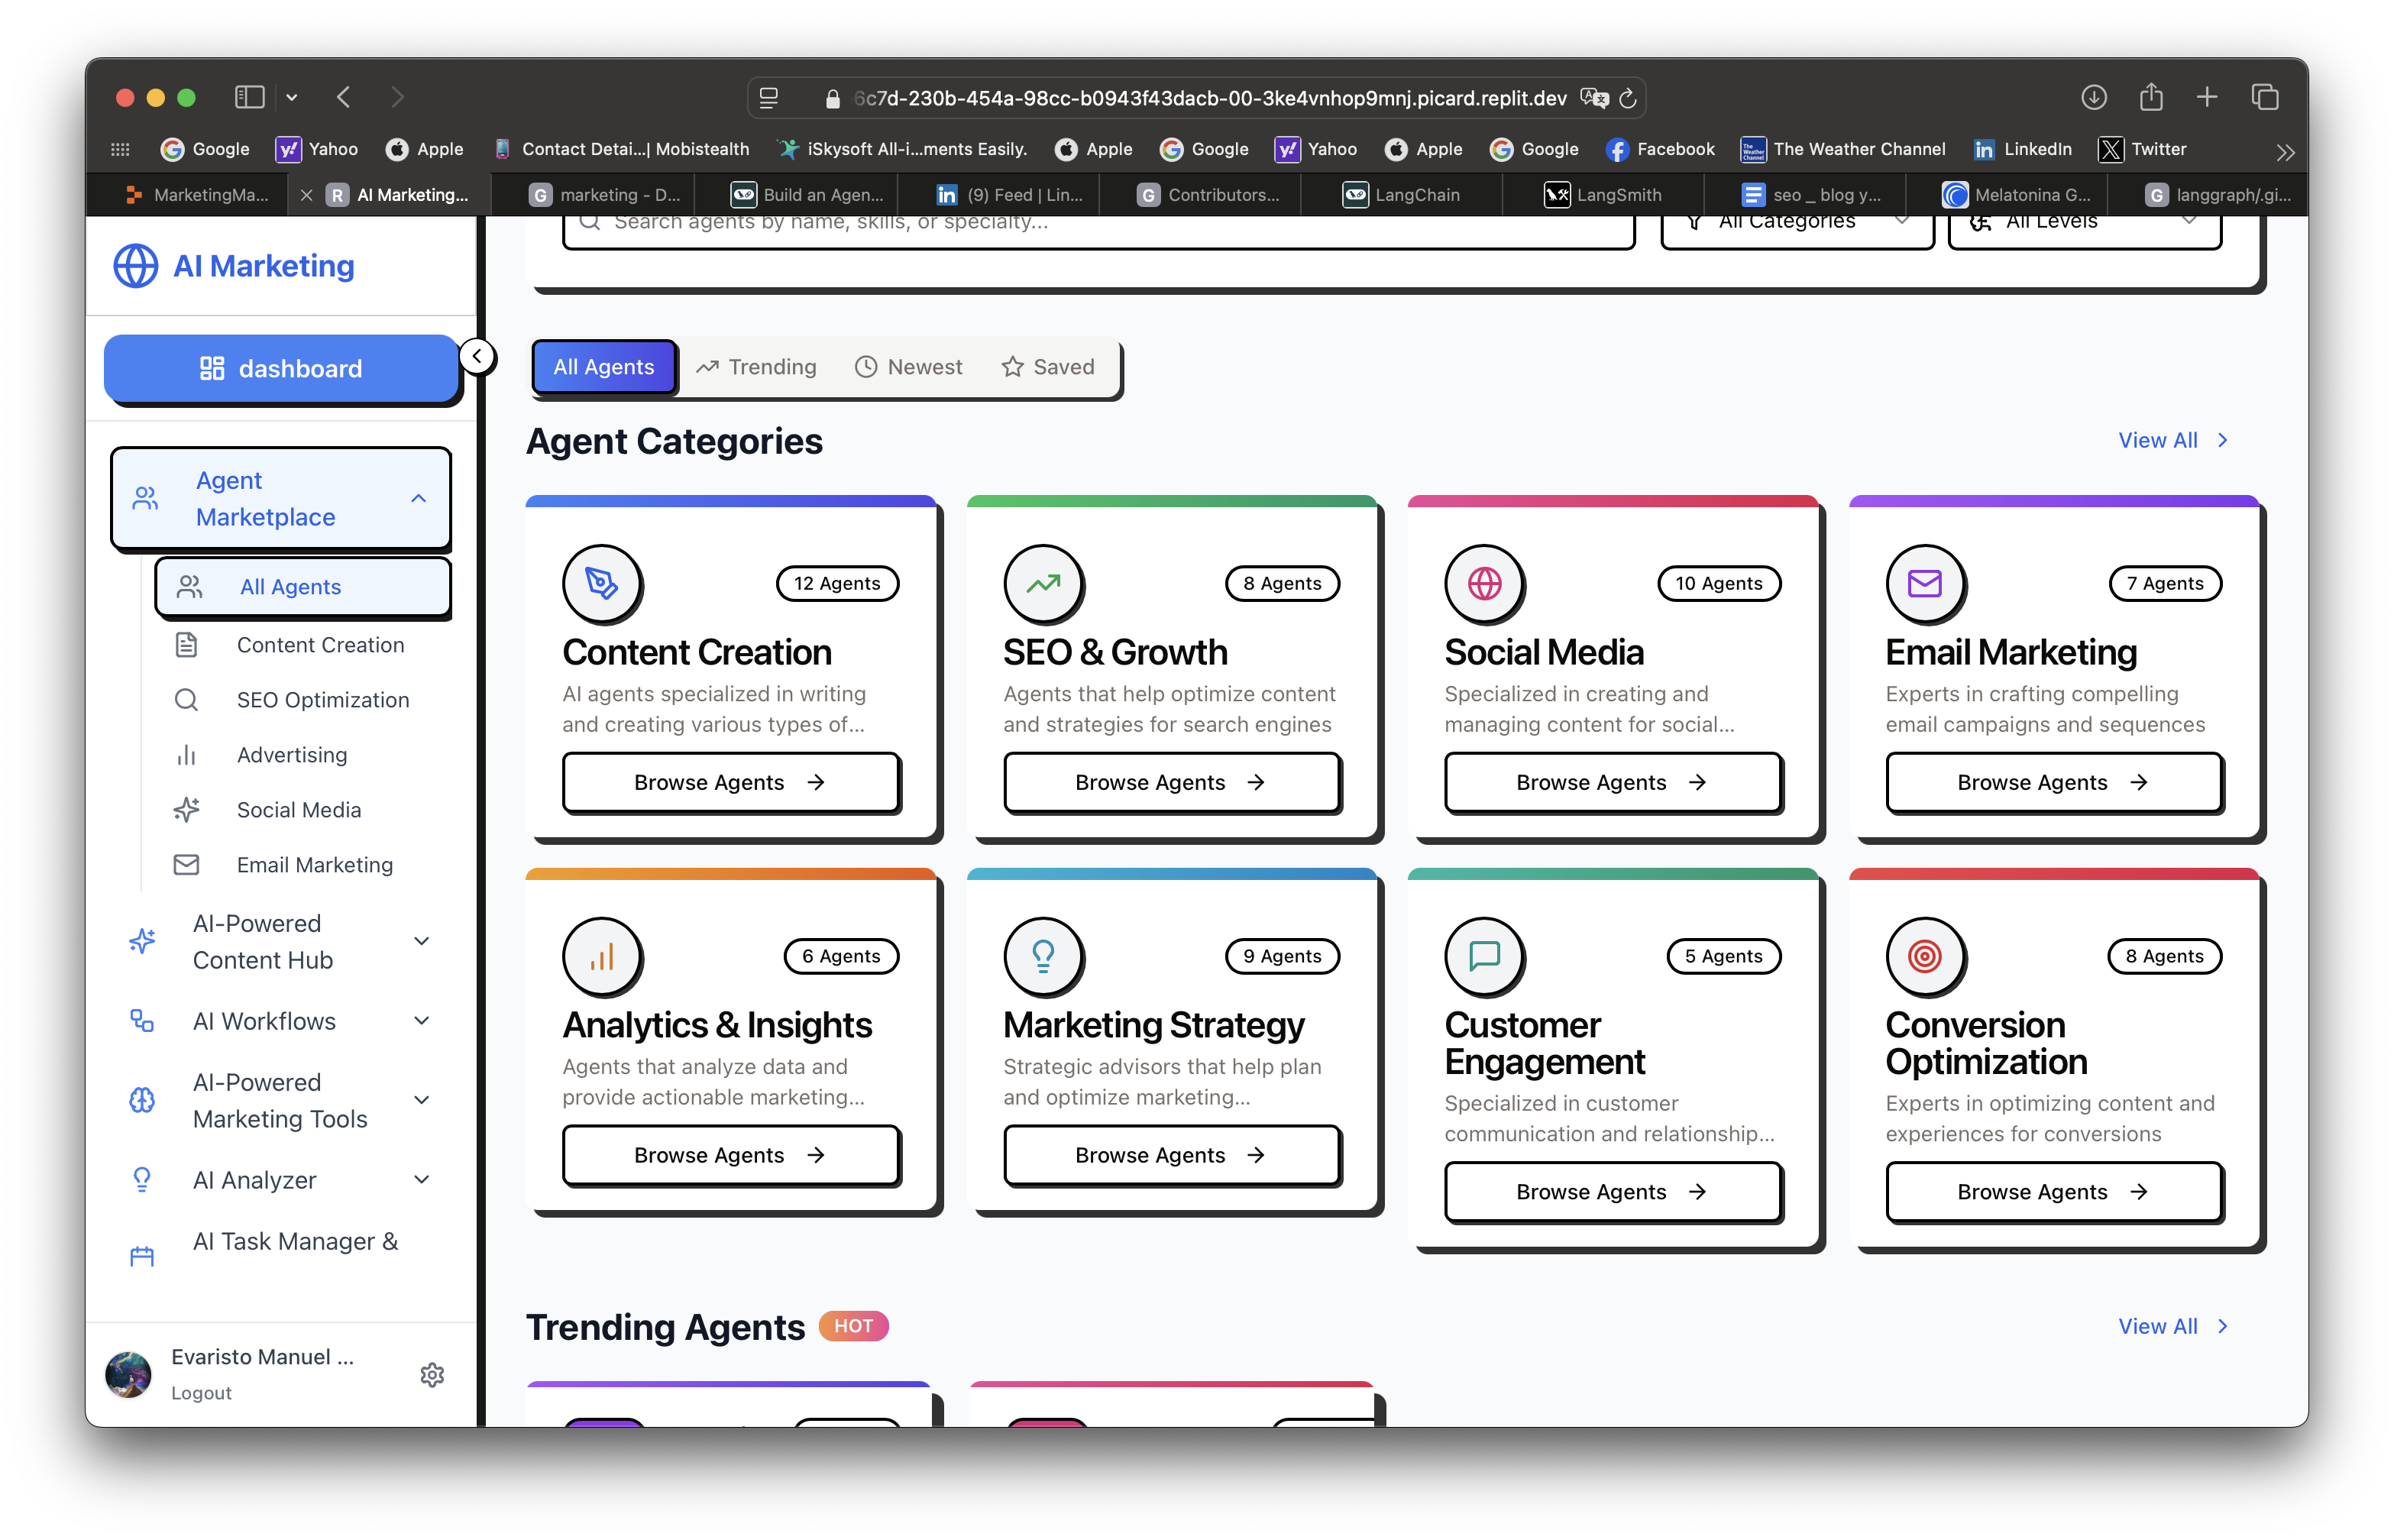 6c7d-230b-454a-98cc-b0943f43dacb-00-3ke4vnhop9mnj.picard.replit.dev
Google
Yahoo
Apple
Contact Detai...| Mobistealth
iSkysoft All-i...ments Easily.
Apple
Google
Yahoo
Apple
Google
Facebook
The Weather Channel
LinkedIn
Twitter
MarketingMa...
AI Marketing...
marketing - D...
Build an Agen...
(9) Feed | Lin...
Contributors...
LangChain
LangSmith
seo _ blog y...
Melatonina G...
langgraph/.gi...
AI Marketing
dashboard
Agent
Marketplace
All Agents
Content Creation
SEO Optimization
Advertising
Social Media
Email Marketing
AI-Powered
Content Hub
AI Workflows
AI-Powered
Marketing Tools
AI Analyzer
AI Task Manager &
Evaristo Manuel ...
Logout
Search agents by name, skills, or specialty...
All Categories
All Levels
All Agents
Trending
Newest
Saved
Agent Categories
View All
12 Agents
Content Creation
AI agents specialized in writing
and creating various types of...
Browse Agents
8 Agents
SEO & Growth
Agents that help optimize content
and strategies for search engines
Browse Agents
10 Agents
Social Media
Specialized in creating and
managing content for social...
Browse Agents
7 Agents
Email Marketing
Experts in crafting compelling
email campaigns and sequences
Browse Agents
6 Agents
Analytics & Insights
Agents that analyze data and
provide actionable marketing...
Browse Agents
9 Agents
Marketing Strategy
Strategic advisors that help plan
and optimize marketing...
Browse Agents
5 Agents
Customer
Engagement
Specialized in customer
communication and relationship...
Browse Agents
8 Agents
Conversion
Optimization
Experts in optimizing content and
experiences for conversions
Browse Agents
Trending Agents
HOT
View All